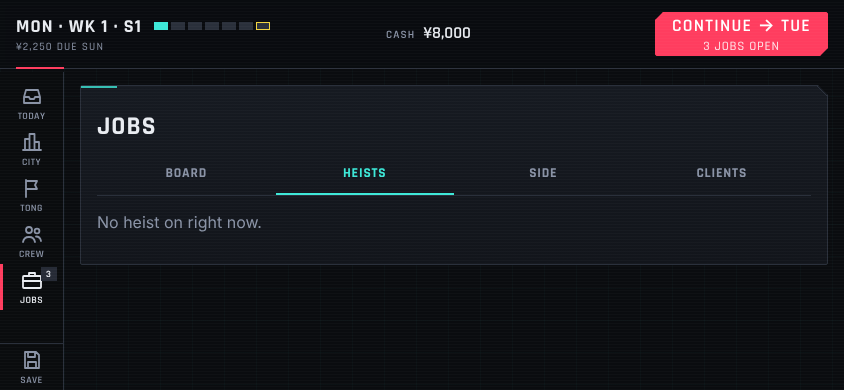 MON · WK 1 · S1
¥2,250 DUE SUN
CASH ¥8,000
CONTINUE → TUE
3 JOBS OPEN
TODAY
CITY
TONG
CREW
3
JOBS
SAVE
JOBS
BOARD HEISTS SIDE CLIENTS
No heist on right now.